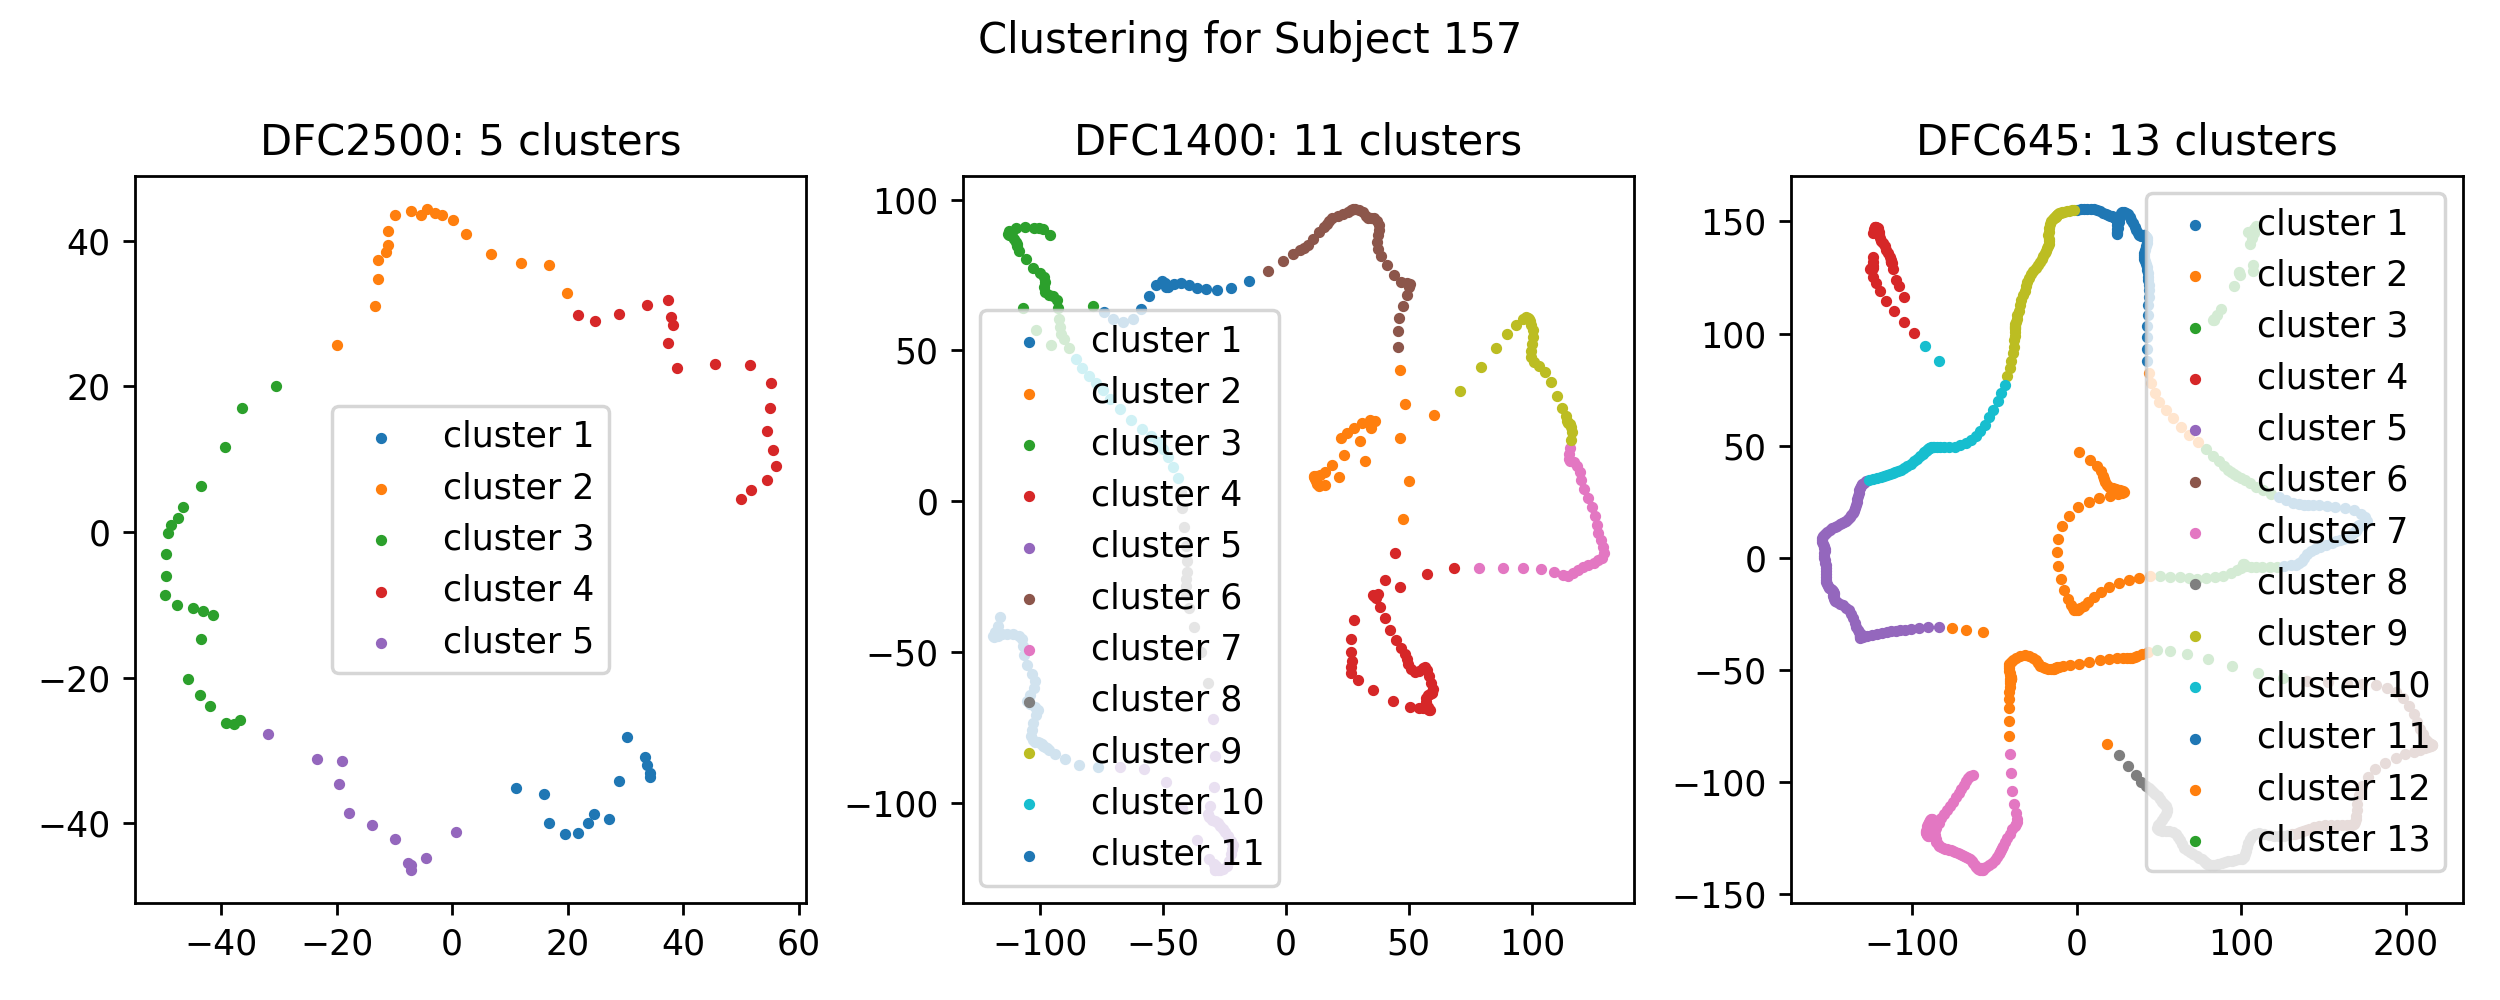 Clustering for Subject 157
DFC2500: 5 clusters
40
20
0
−20
−40
−40 −20 0 20 40 60
cluster 1
cluster 2
cluster 3
cluster 4
cluster 5
DFC1400: 11 clusters
100
50
0
−50
−100
−100 −50 0 50 100
cluster 1
cluster 2
cluster 3
cluster 4
cluster 5
cluster 6
cluster 7
cluster 8
cluster 9
cluster 10
cluster 11
DFC645: 13 clusters
150
100
50
0
−50
−100
−150
−100 0 100 200
cluster 1
cluster 2
cluster 3
cluster 4
cluster 5
cluster 6
cluster 7
cluster 8
cluster 9
cluster 10
cluster 11
cluster 12
cluster 13